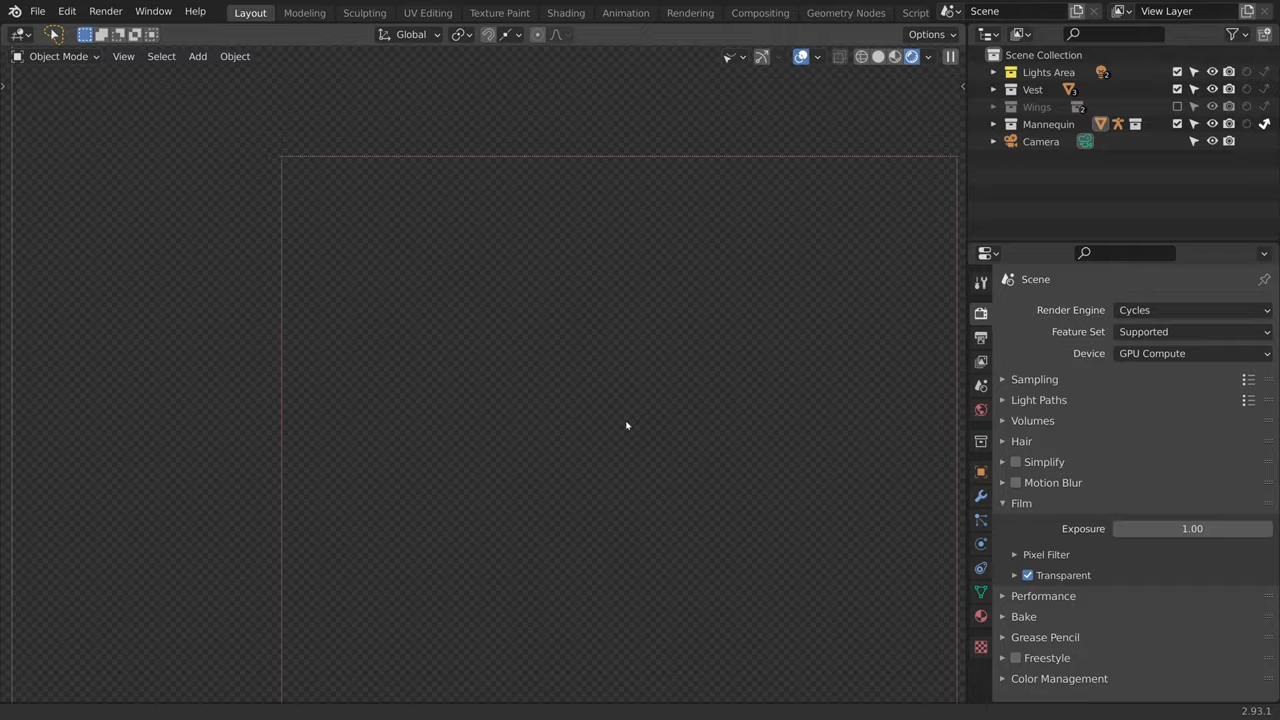 File Edit Render Window Help Layout Modeling Sculpting UV Editing Texture Paint Shading Animation Rendering Compositing Geometry Nodes Script Scene View Layer
Global Options
Object Mode View Select Add Object
Scene Collection
Lights Area 2
Vest 3
Wings 2
Mannequin
Camera
Scene
Render Engine Cycles
Feature Set Supported
Device GPU Compute
Sampling
Light Paths
Volumes
Hair
Simplify
Motion Blur
Film
Exposure 1.00
Pixel Filter
Transparent
Performance
Bake
Grease Pencil
Freestyle
Color Management
2.93.1